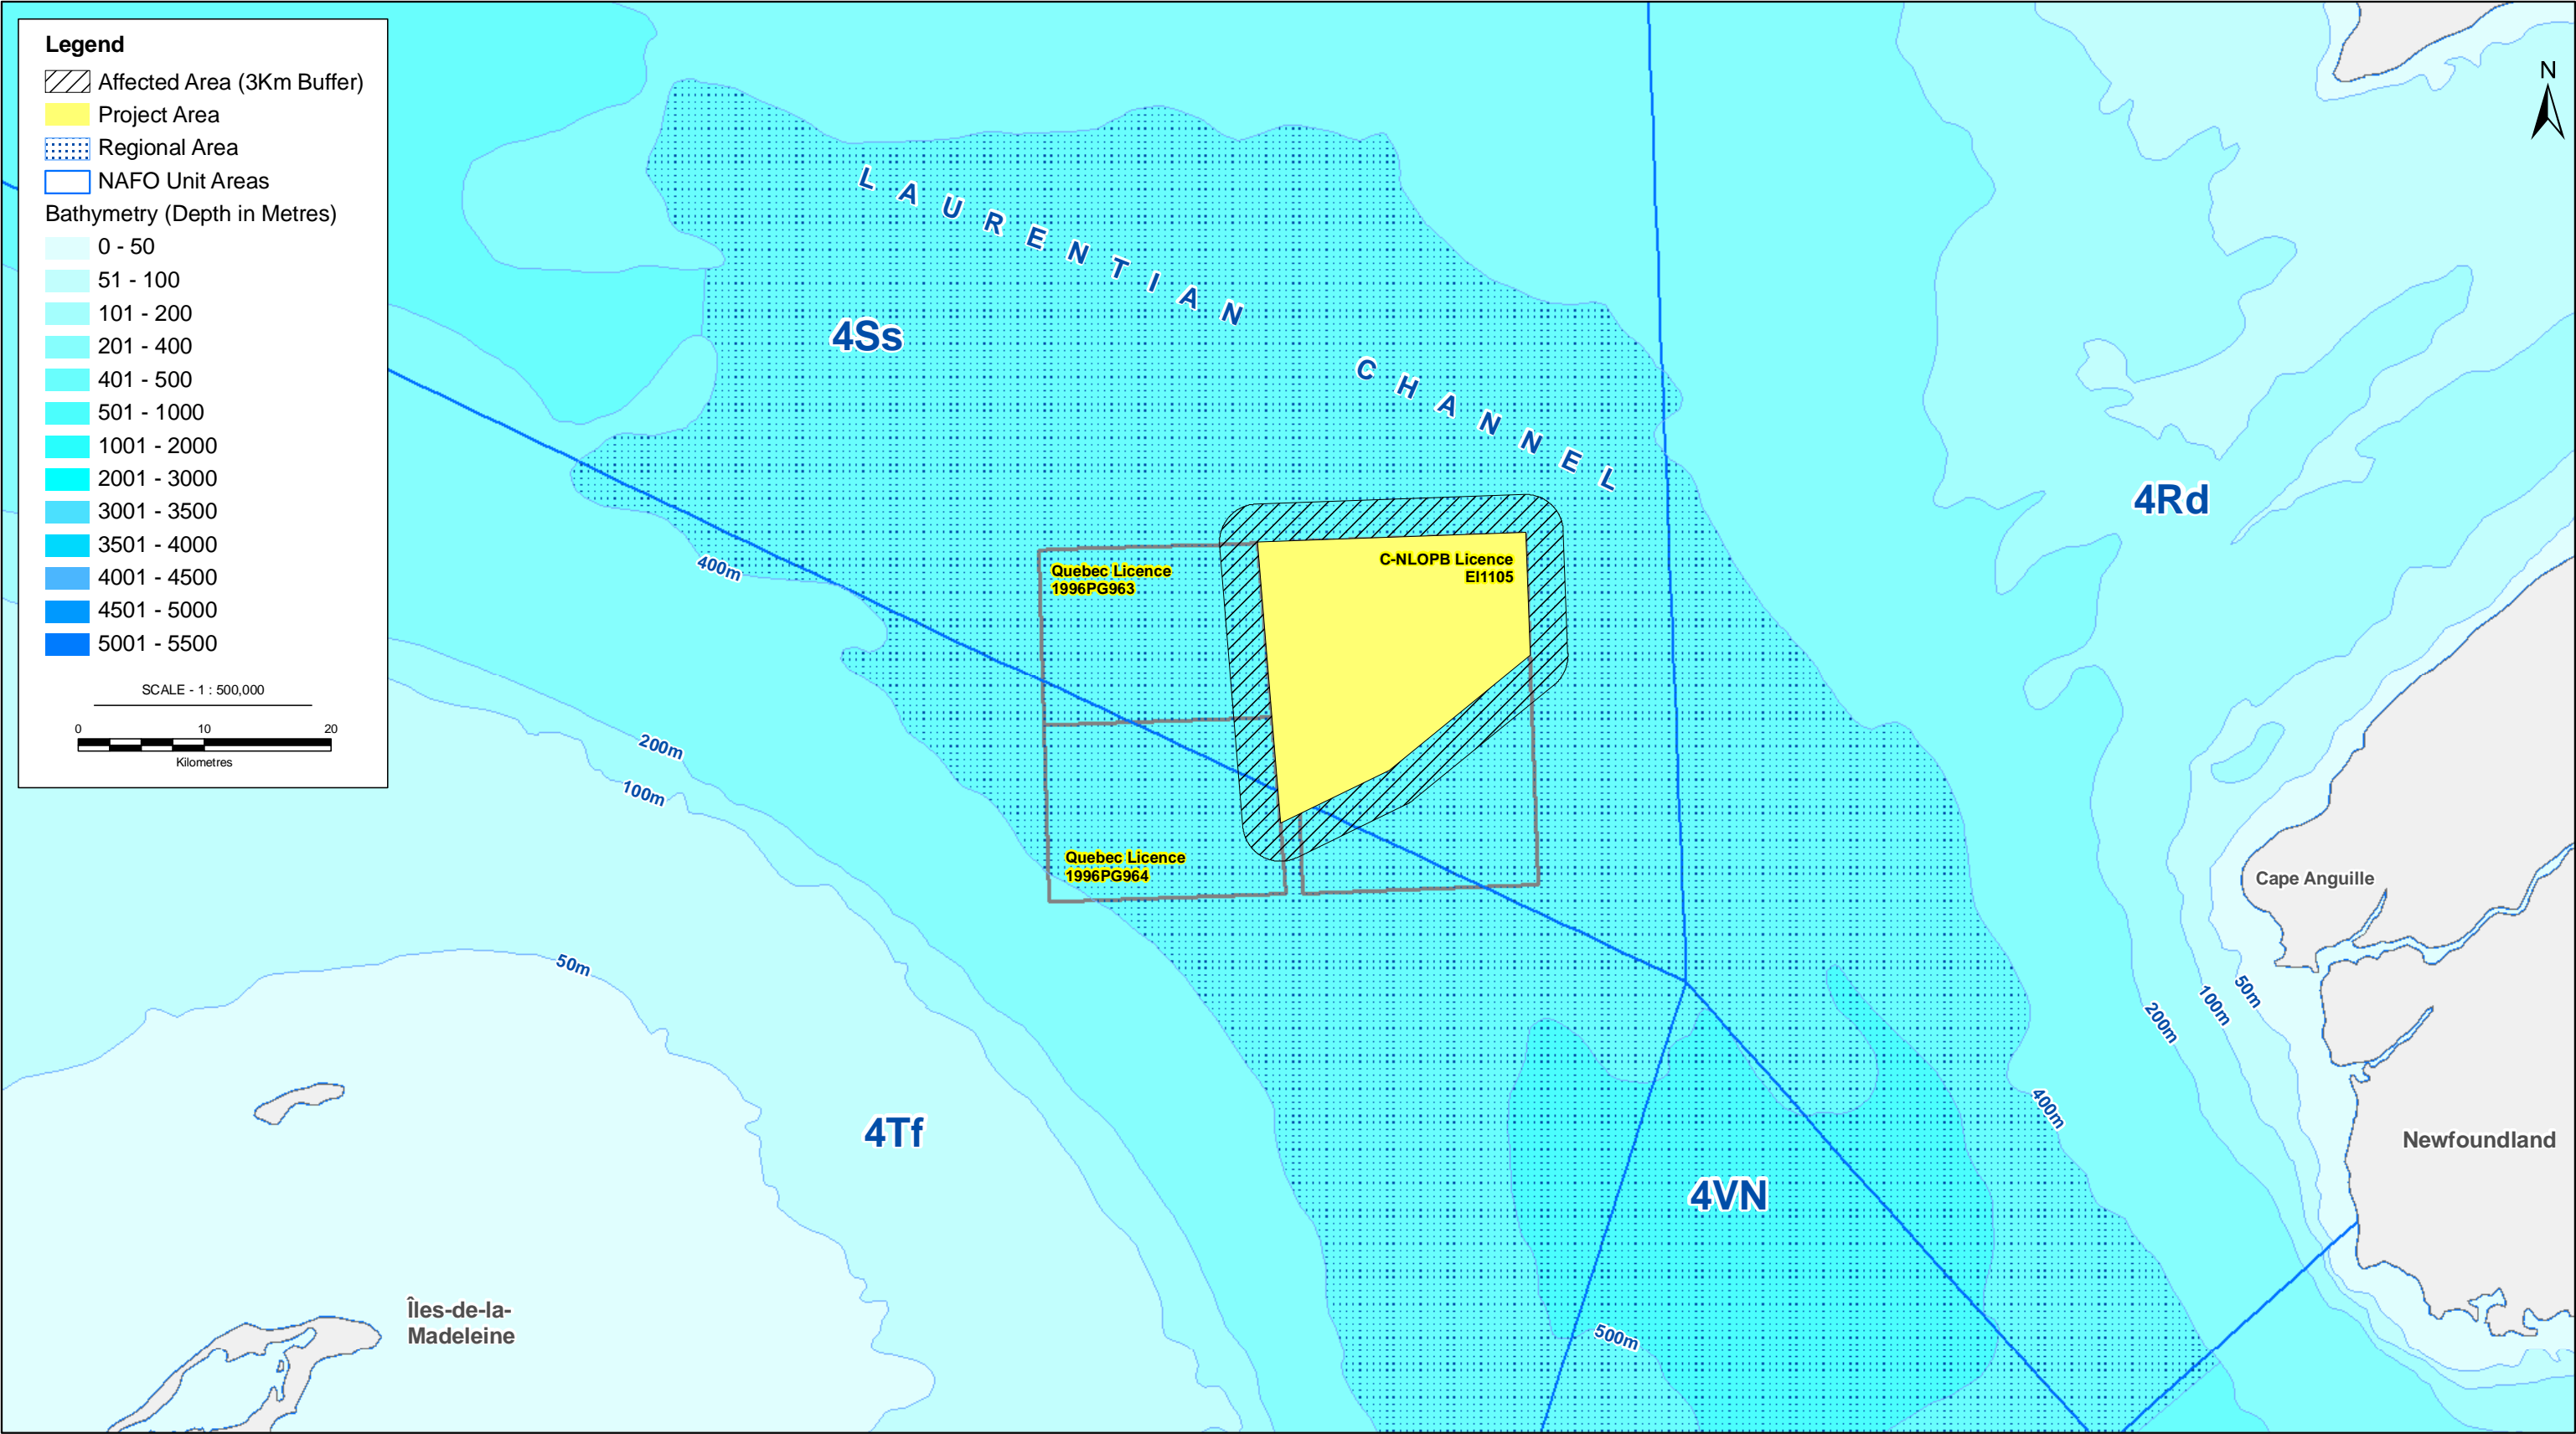 Legend
Affected Area (3Km Buffer)
Project Area
Regional Area
NAFO Unit Areas
Bathymetry (Depth in Metres)
0 - 50
51 - 100
101 - 200
201 - 400
401 - 500
501 - 1000
1001 - 2000
2001 - 3000
3001 - 3500
3501 - 4000
4001 - 4500
4501 - 5000
5001 - 5500
SCALE - 1 : 500,000
0 10 20
Kilometres
N
LAURENTIAN CHANNEL
4Ss
4Rd
400m
Quebec Licence
1996PG963
C-NLOPB Licence
El1105
200m
100m
Quebec Licence
1996PG964
Cape Anguille
50m
50m
100m
200m
400m
4Tf
Newfoundland
4VN
Îles-de-la-
Madeleine
500m